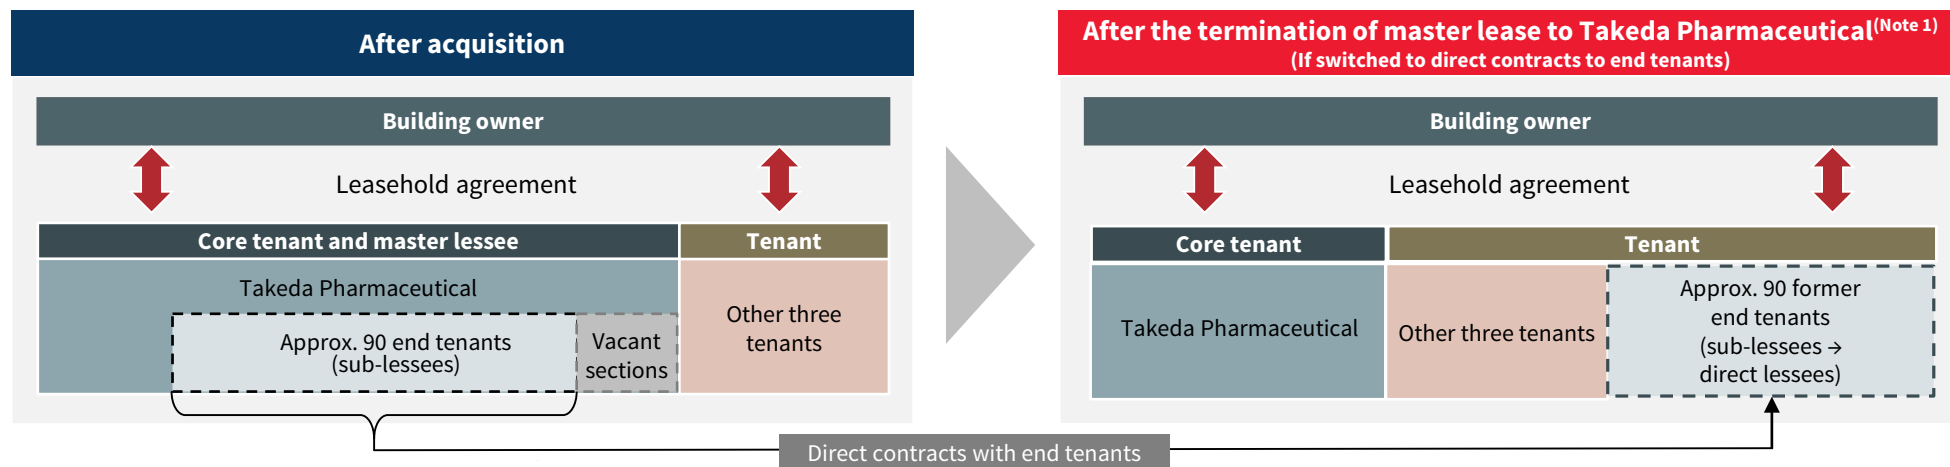 After acquisition
Building owner
Leasehold agreement
Core tenant and master lessee
Tenant
Takeda Pharmaceutical
Approx. 90 end tenants
(sub-lessees)
Vacant
sections
Other three
tenants
After the termination of master lease to Takeda Pharmaceutical(Note 1)
(If switched to direct contracts to end tenants)
Building owner
Leasehold agreement
Core tenant
Tenant
Takeda Pharmaceutical
Other three tenants
Approx. 90 former
end tenants
(sub-lessees →
direct lessees)
Direct contracts with end tenants